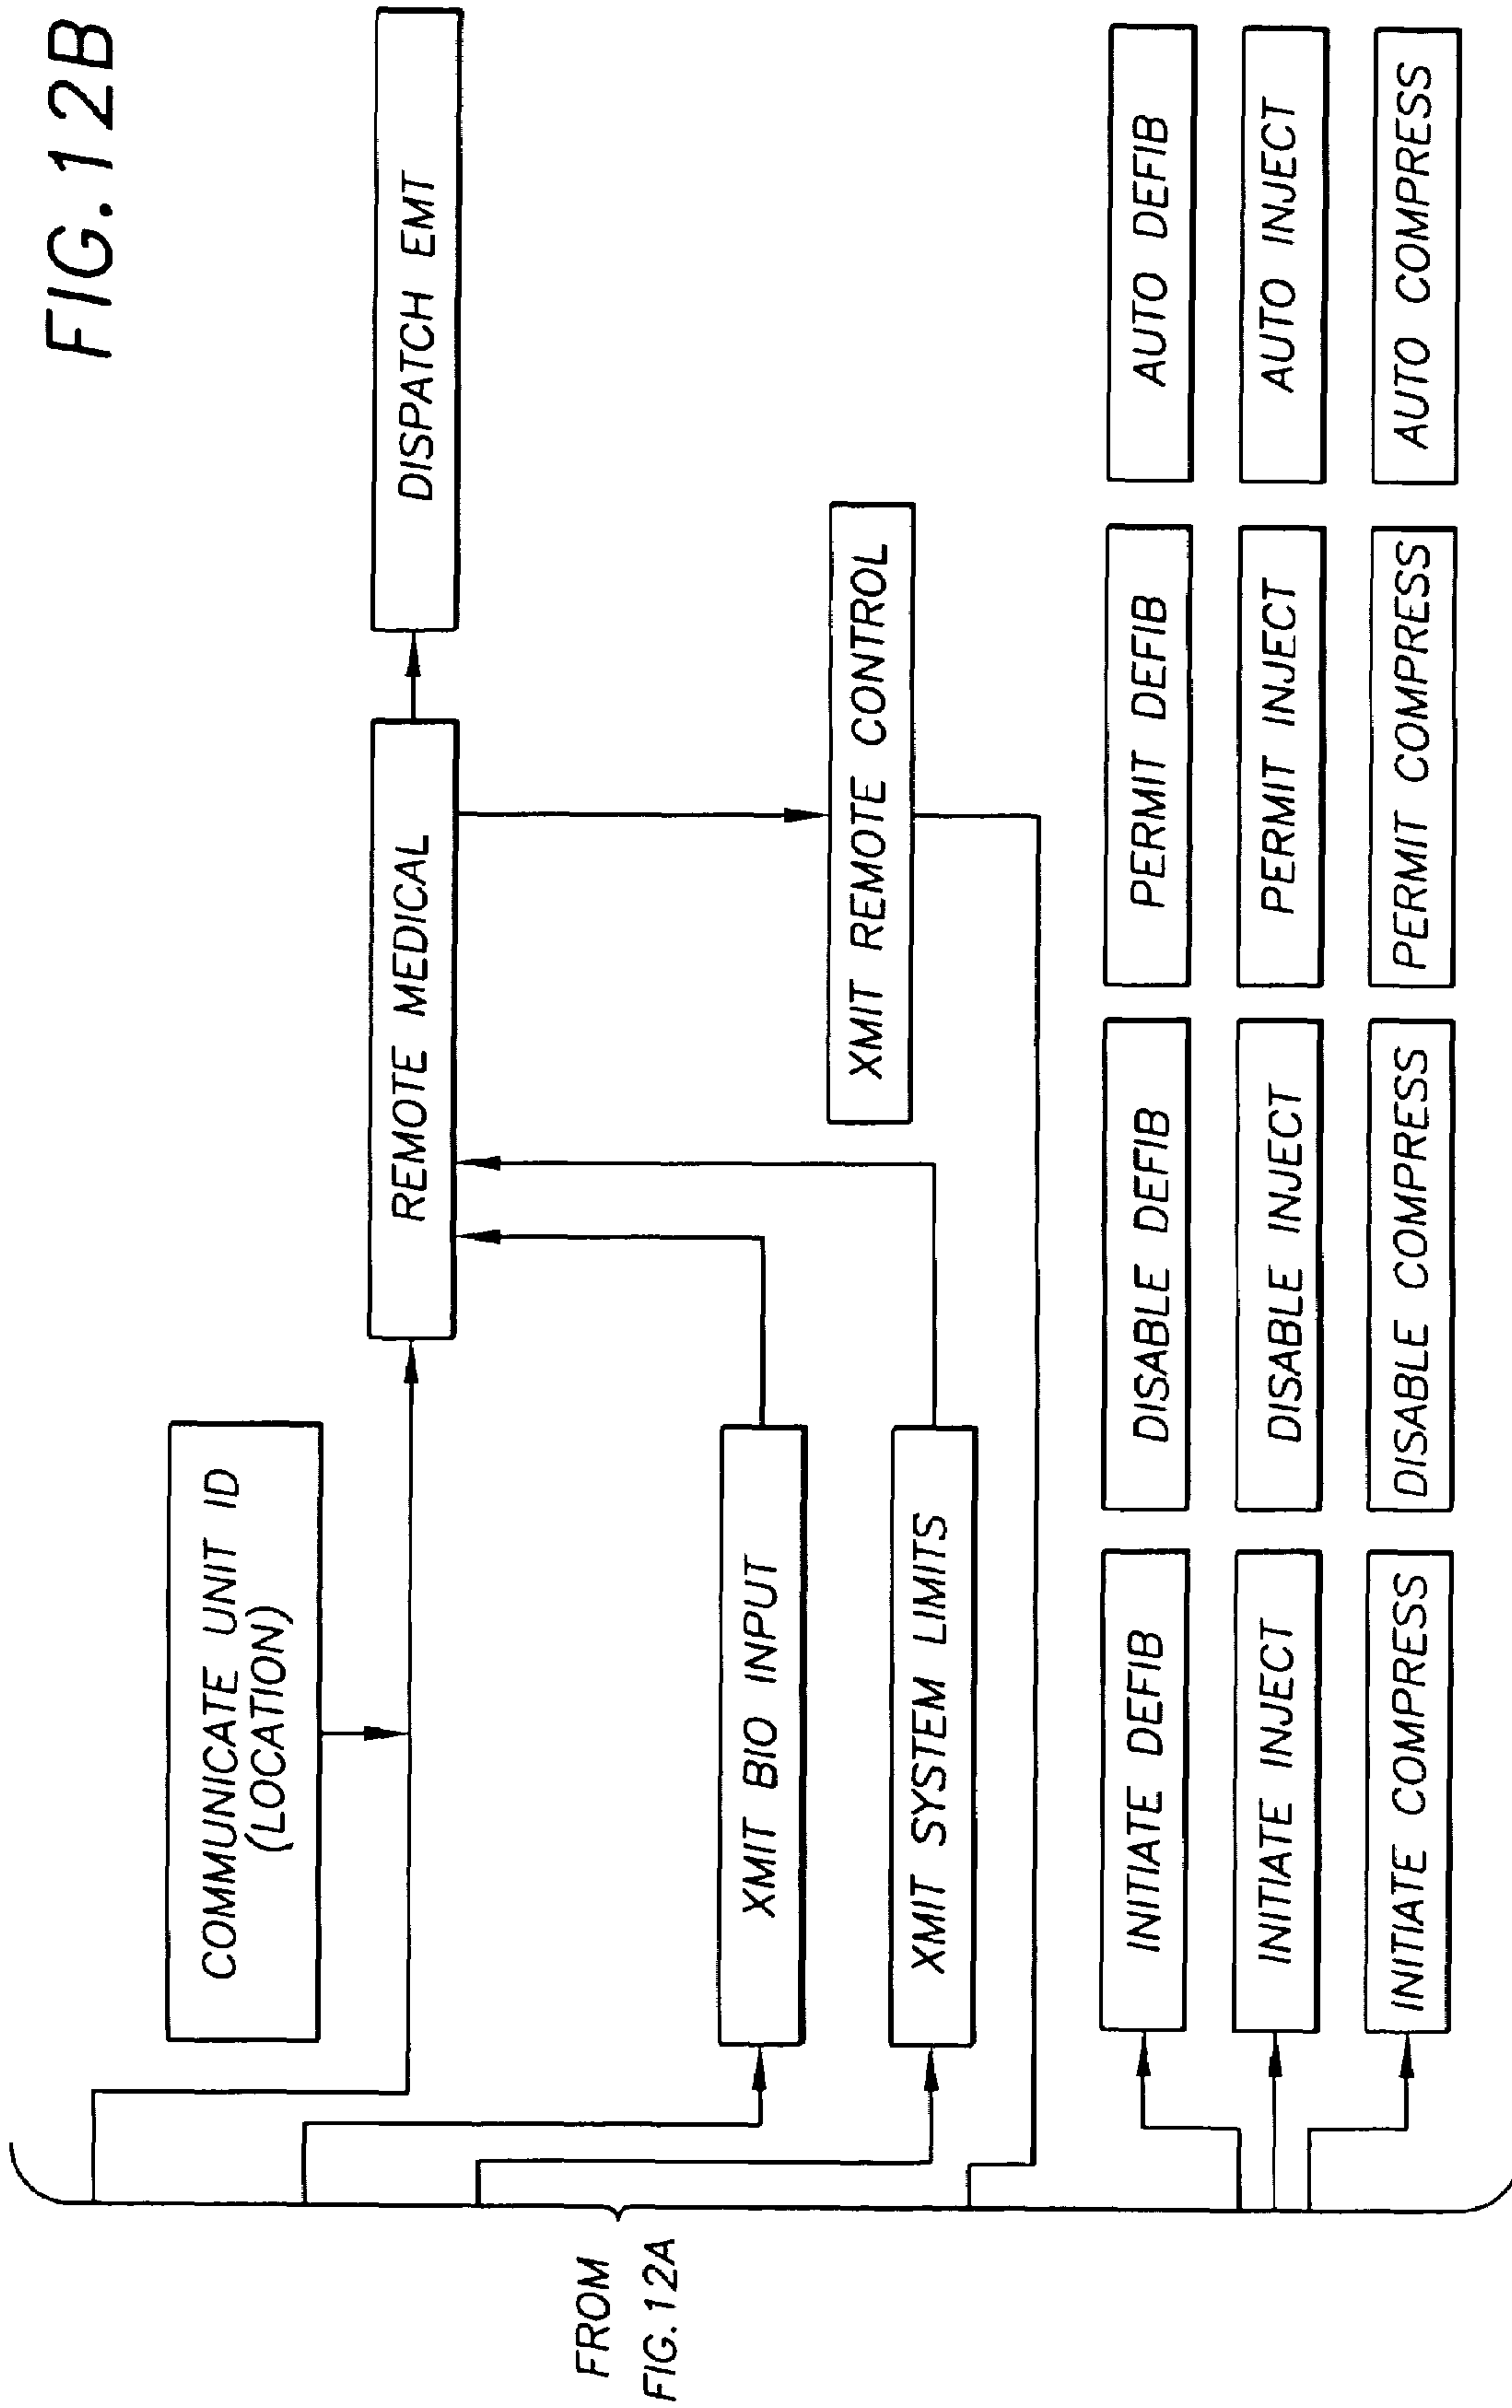 FIG.12B
COMMUNICATE UNIT ID
(LOCATION)
REMOTE MEDICAL
DISPATCH EMT
FROM
FIG.12A
XMIT BIO INPUT
XMIT REMOTE CONTROL
XMIT SYSTEM LIMITS
INITIATE DEFIB
DISABLE DEFIB
PERMIT DEFIB
AUTO DEFIB
INITIATE INJECT
DISABLE INJECT
PERMIT INJECT
AUTO INJECT
INITIATE COMPRESS
DISABLE COMPRESS
PERMIT COMPRESS
AUTO COMPRESS